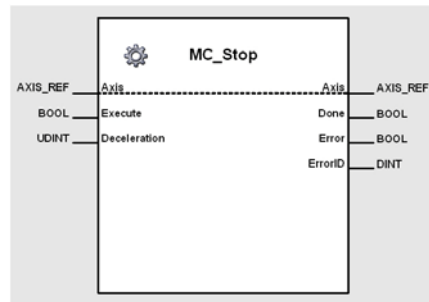 MC_Stop
AXIS_REF Axis Axis AXIS_REF
BOOL Execute Done BOOL
UDINT Deceleration Error BOOL
ErrorID DINT